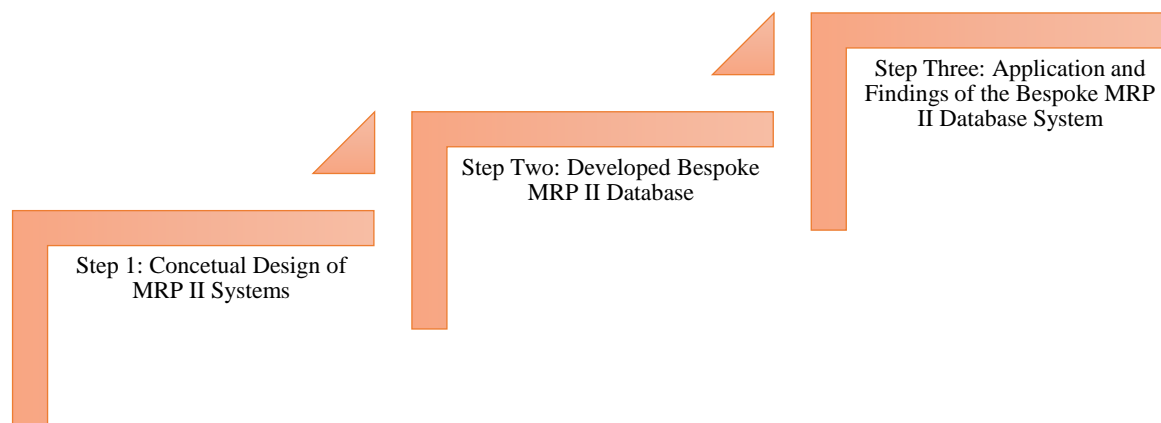 Step 1: Concetual Design of
MRP II Systems
Step Two: Developed Bespoke
MRP II Database
Step Three: Application and
Findings of the Bespoke MRP
II Database System